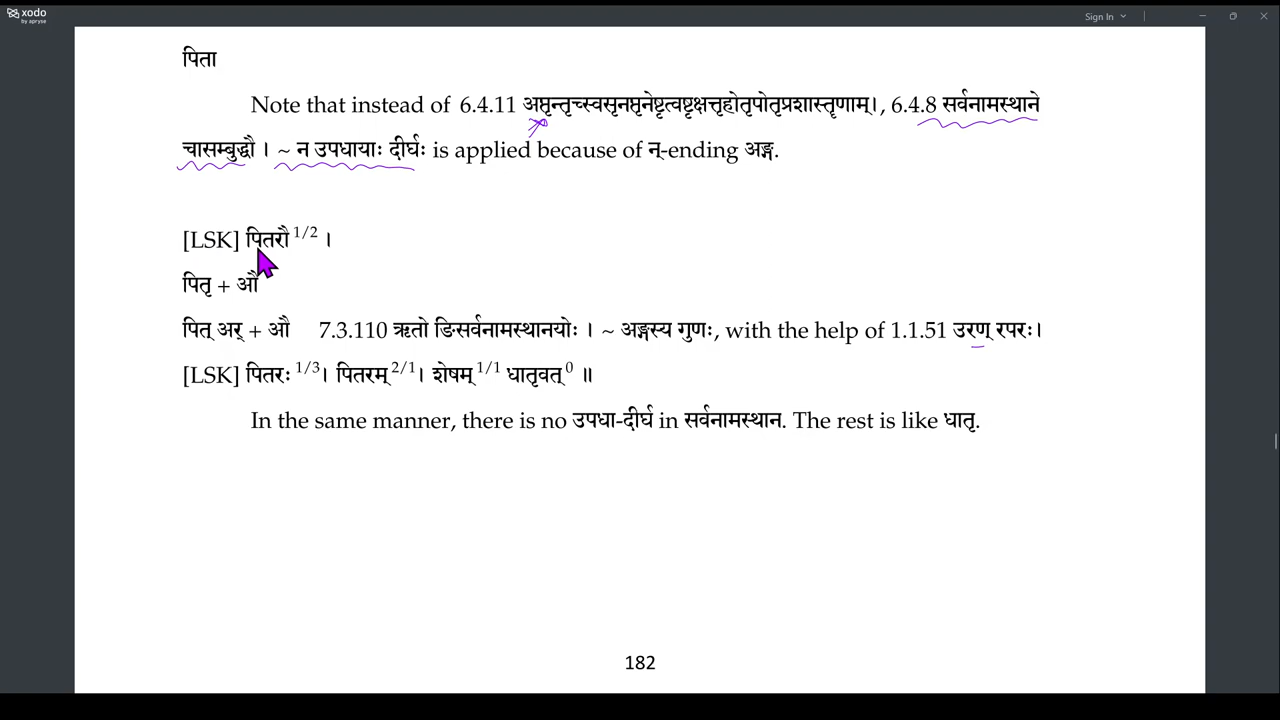 xodo
by apryse
Sign In
पिता
Note that instead of 6.4.11 अप्तृन्तृच्स्वसृनप्तृनेष्टृत्वष्टृक्षत्तृहोतृपोतृप्रशास्तॄणाम्।, 6.4.8 सर्वनामस्थाने
चासम्बुद्धौ । ~ न उपधायाः दीर्घः is applied because of न्-ending अङ्ग.
[LSK] पितरौ 1/2 ।
पितृ + औ
पित् अर् + औ 7.3.110 ऋतो ङिसर्वनामस्थानयोः । ~ अङ्गस्य गुणः, with the help of 1.1.51 उरण् रपरः।
[LSK] पितरः 1/3। पितरम् 2/1। शेषम् 1/1 धातृवत् 0 ॥
In the same manner, there is no उपधा-दीर्घ in सर्वनामस्थान. The rest is like धातृ.
182